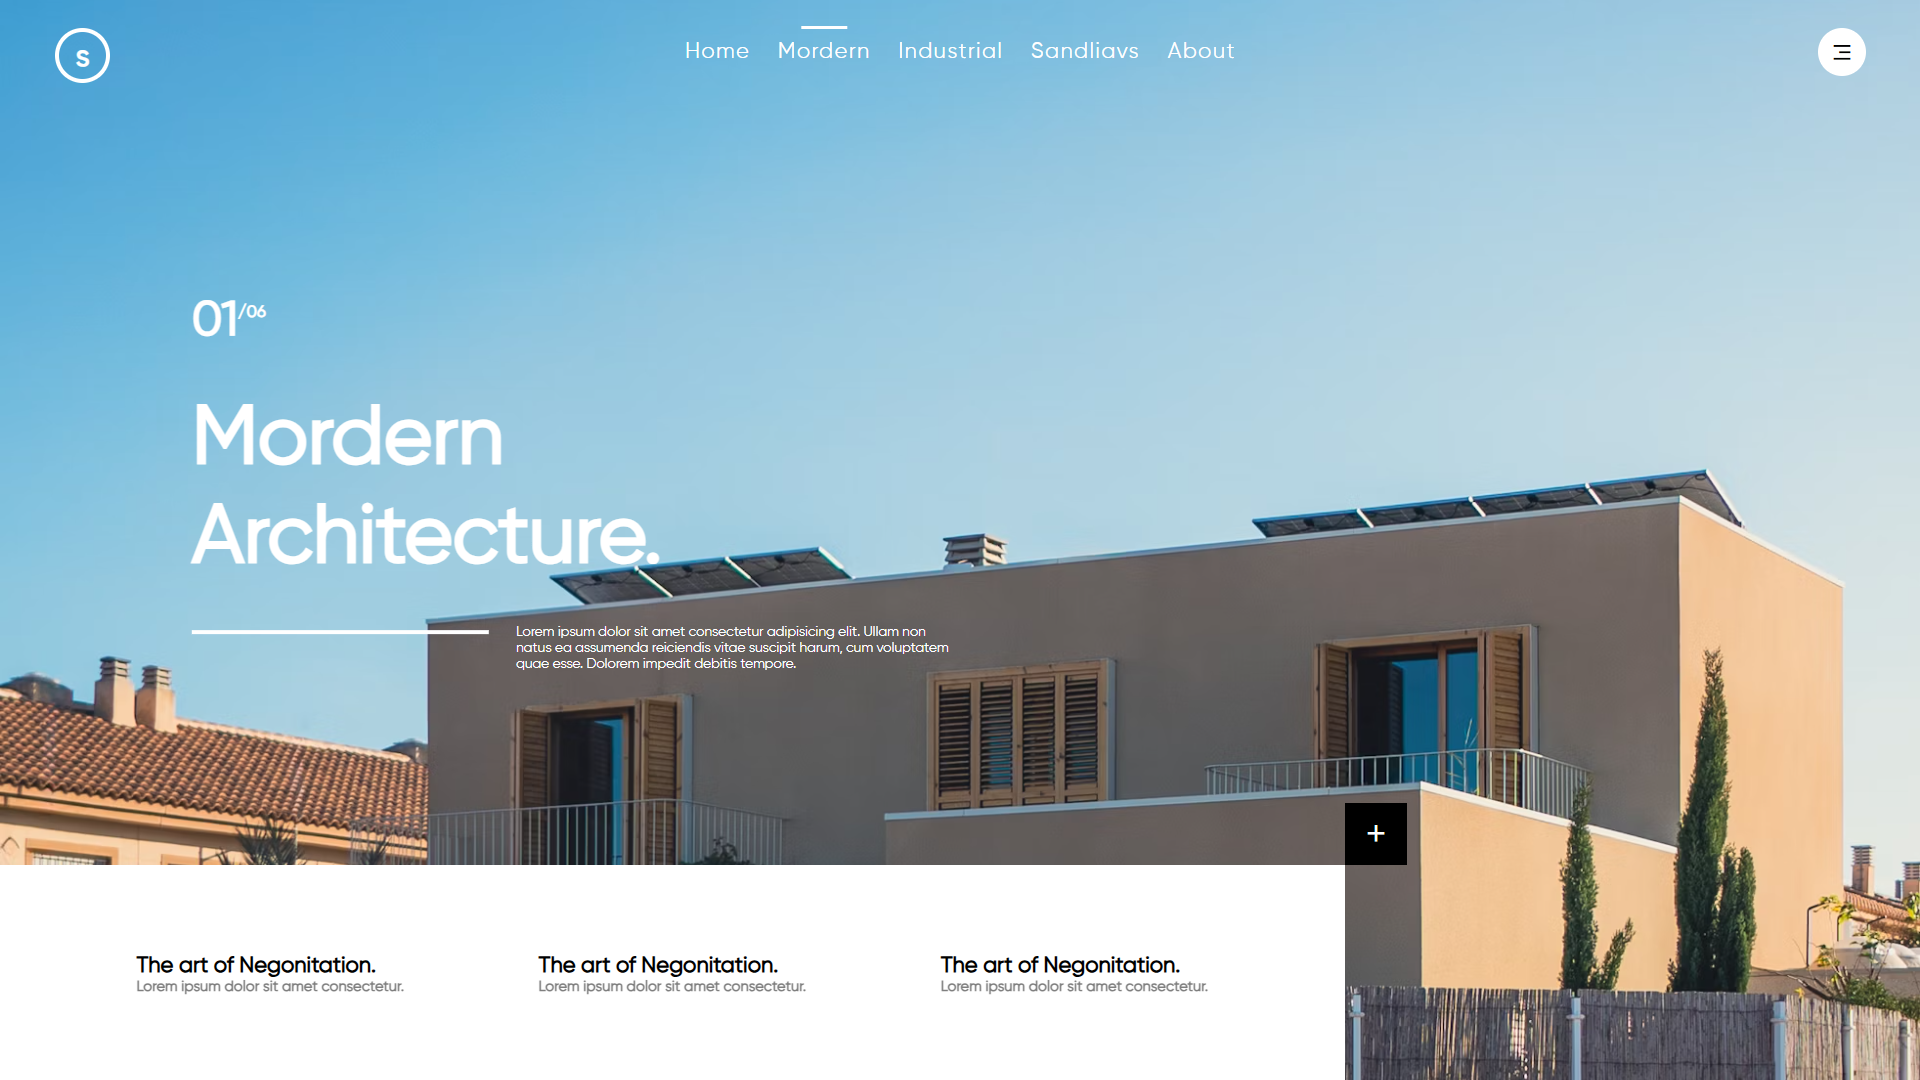 S
Home Mordern Industrial Sandliavs About
01/06
Mordern
Architecture.
Lorem ipsum dolor sit amet consectetur adipisicing elit. Ullam non
natus ea assumenda reiciendis vitae suscipit harum, cum voluptatem
quae esse. Dolorem impedit debitis tempore.
+
The art of Negonitation. The art of Negonitation. The art of Negonitation.
Lorem ipsum dolor sit amet consectetur. Lorem ipsum dolor sit amet consectetur. Lorem ipsum dolor sit amet consectetur.